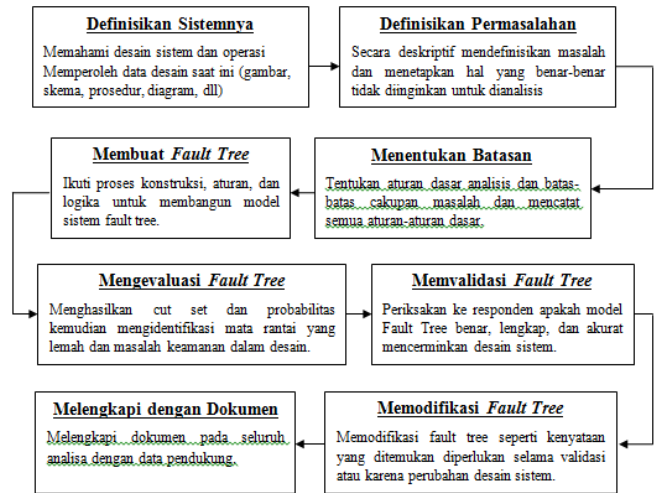 Definisikan Sistemnya
Memahami desain sistem dan operasi
Memperoleh data desain saat ini (gambar,
skema, prosedur, diagram, dll)
Definisikan Permasalahan
Secara deskriptif mendefinisikan masalah
dan menetapkan hal yang benar-benar
tidak diinginkan untuk dianalisis
Menentukan Batasan
Tentukan aturan dasar analisis dan batas-
batas cakupan masalah dan mencatat
semua aturan-aturan dasar.
Membuat Fault Tree
Ikuti proses konstruksi, aturan, dan
logika untuk membangun model
sistem fault tree.
Mengevaluasi Fault Tree
Menghasilkan cut set dan probabilitas
kemudian mengidentifikasi mata rantai yang
lemah dan masalah keamanan dalam desain.
Memvalidasi Fault Tree
Periksakan ke responden apakah model
Fault Tree benar, lengkap, dan akurat
mencerminkan desain sistem.
Memodifikasi Fault Tree
Memodifikasi fault tree seperti kenyataan
yang ditemukan diperlukan selama validasi
atau karena perubahan desain sistem.
Melengkapi dengan Dokumen
Melengkapi dokumen pada seluruh
analisa dengan data pendukung.